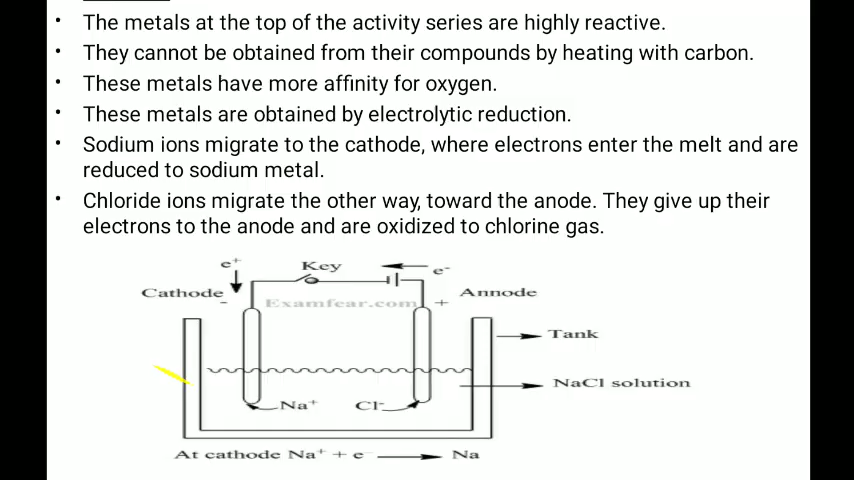 • The metals at the top of the activity series are highly reactive.
• They cannot be obtained from their compounds by heating with carbon.
• These metals have more affinity for oxygen.
• These metals are obtained by electrolytic reduction.
• Sodium ions migrate to the cathode, where electrons enter the melt and are
reduced to sodium metal.
• Chloride ions migrate the other way, toward the anode. They give up their
electrons to the anode and are oxidized to chlorine gas.
e⁺ Key e⁻
Cathode - Examfear.com + Annode
Tank
NaCl solution
Na⁺ Cl⁻
At cathode Na⁺ + e⁻ → Na